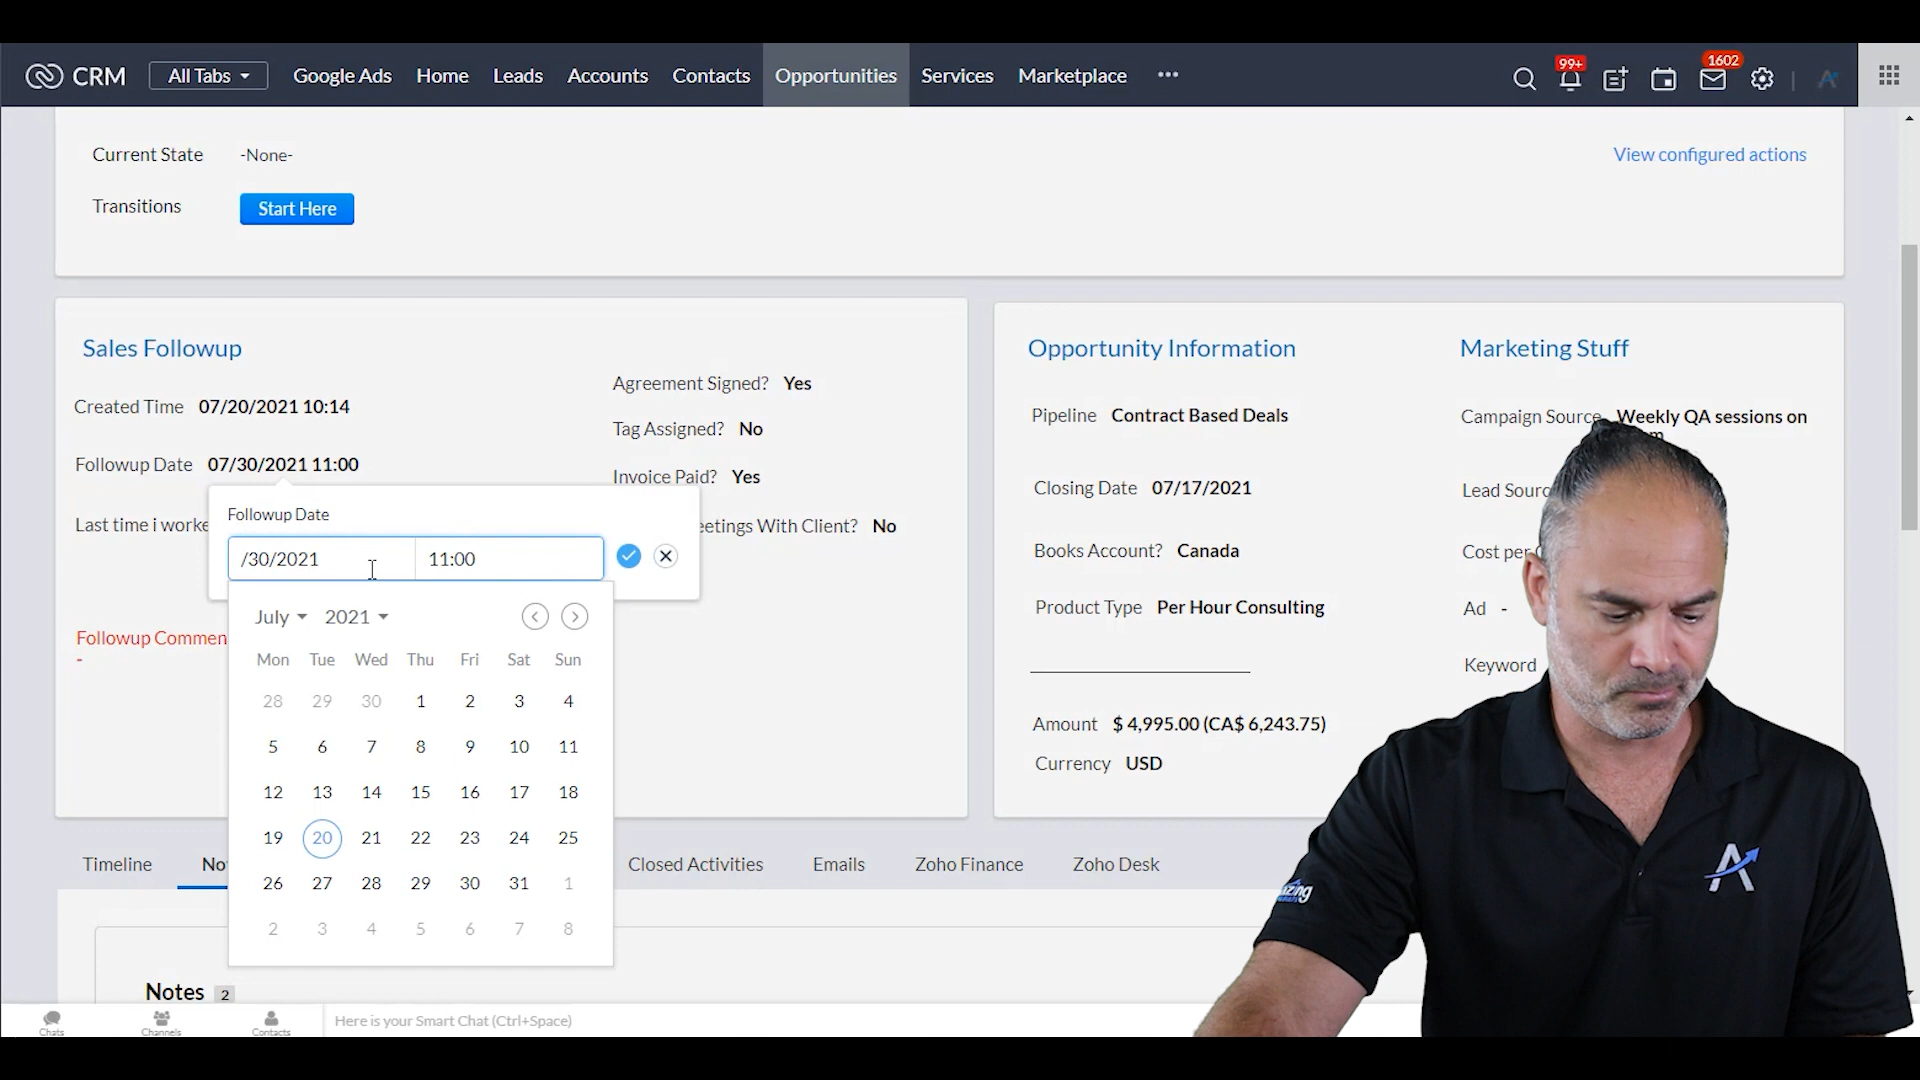 CRM All Tabs Google Ads Home Leads Accounts Contacts Opportunities Services Marketplace ••• 99+ 1602
Current State -None- View configured actions
Transitions Start Here
Sales Followup
Created Time 07/20/2021 10:14
Followup Date 07/30/2021 11:00
Last time i worke
Followup Commen
-
Agreement Signed? Yes
Tag Assigned? No
Invoice Paid? Yes
eetings With Client? No
Followup Date
/30/2021 11:00
July 2021
Mon Tue Wed Thu Fri Sat Sun
28 29 30 1 2 3 4
5 6 7 8 9 10 11
12 13 14 15 16 17 18
19 20 21 22 23 24 25
26 27 28 29 30 31 1
2 3 4 5 6 7 8
Opportunity Information
Pipeline Contract Based Deals
Closing Date 07/17/2021
Books Account? Canada
Product Type Per Hour Consulting
Amount $ 4,995.00 (CA$ 6,243.75)
Currency USD
Marketing Stuff
Campaign Source Weekly QA sessions on
Lead Sourc
Cost per
Ad -
Keyword
Timeline No Closed Activities Emails Zoho Finance Zoho Desk
Notes 2
Chats Channels Contacts Here is your Smart Chat (Ctrl+Space)